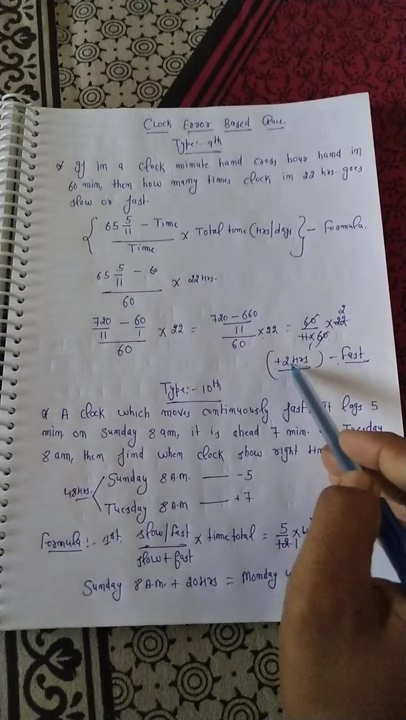 Clock Error Based Ques.
Type:- 9th
Q If in a clock minute hand cross hour hand in
60 min, then how many times clock in 22 hrs. goes
slow or fast.
{ (65 5/11 - Time)/Time × Total time (hrs/days) } - Formula.
(65 5/11 - 60)/60 × 22 hrs.
(720/11 - 60/1)/60 × 22 = ((720 - 660)/11)/60 × 22 = 60/(11×60) × 22 2
1
(+2 hrs) - Fast
Type:- 10th
Q A clock which moves continuously fast. It lags 5
min on Sunday 8 am, it is ahead 7 min. Tuesday
8 am, then find when clock show right
48 hrs < Sunday 8 A.M. — -5
Tuesday 8 A.M — +7
Formula:- 1st. (slow/fast)/(slow + fast) × time total = 5/12 ×
1
Sunday 8 A.M. + 20 Hrs = Monday